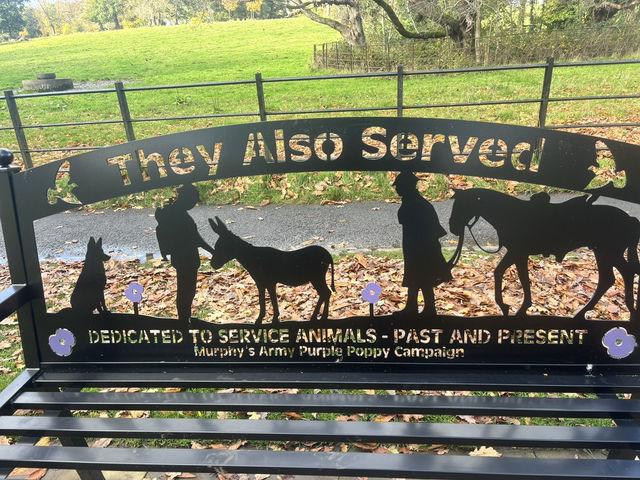 They Also Served
DEDICATED TO SERVICE ANIMALS - PAST AND PRESENT
Murphy's Army Purple Poppy Campaign